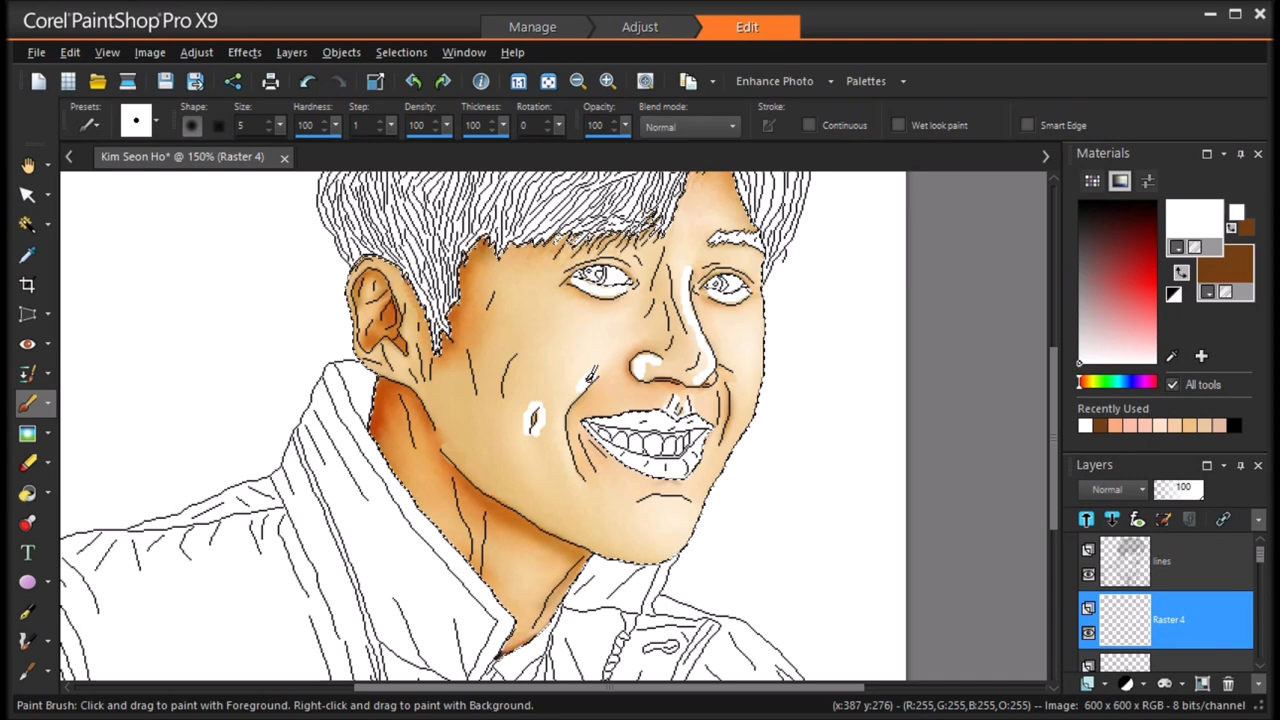 Corel PaintShop Pro X9
Manage Adjust Edit
File Edit View Image Adjust Effects Layers Objects Selections Window Help
1:1 Enhance Photo Palettes
Presets: Shape: Size: Hardness: Step: Density: Thickness: Rotation: Opacity: Blend mode: Stroke:
5 100 1 100 100 0 100 Normal Continuous Wet look paint Smart Edge
Kim Seon Ho* @ 150% (Raster 4)
Materials
All tools
Recently Used
Layers
Normal 100
lines
Raster 4
Paint Brush: Click and drag to paint with Foreground. Right-click and drag to paint with Background. (x:387 y:276) - (R:255,G:255,B:255,O:255) -- Image: 600 x 600 x RGB - 8 bits/channel